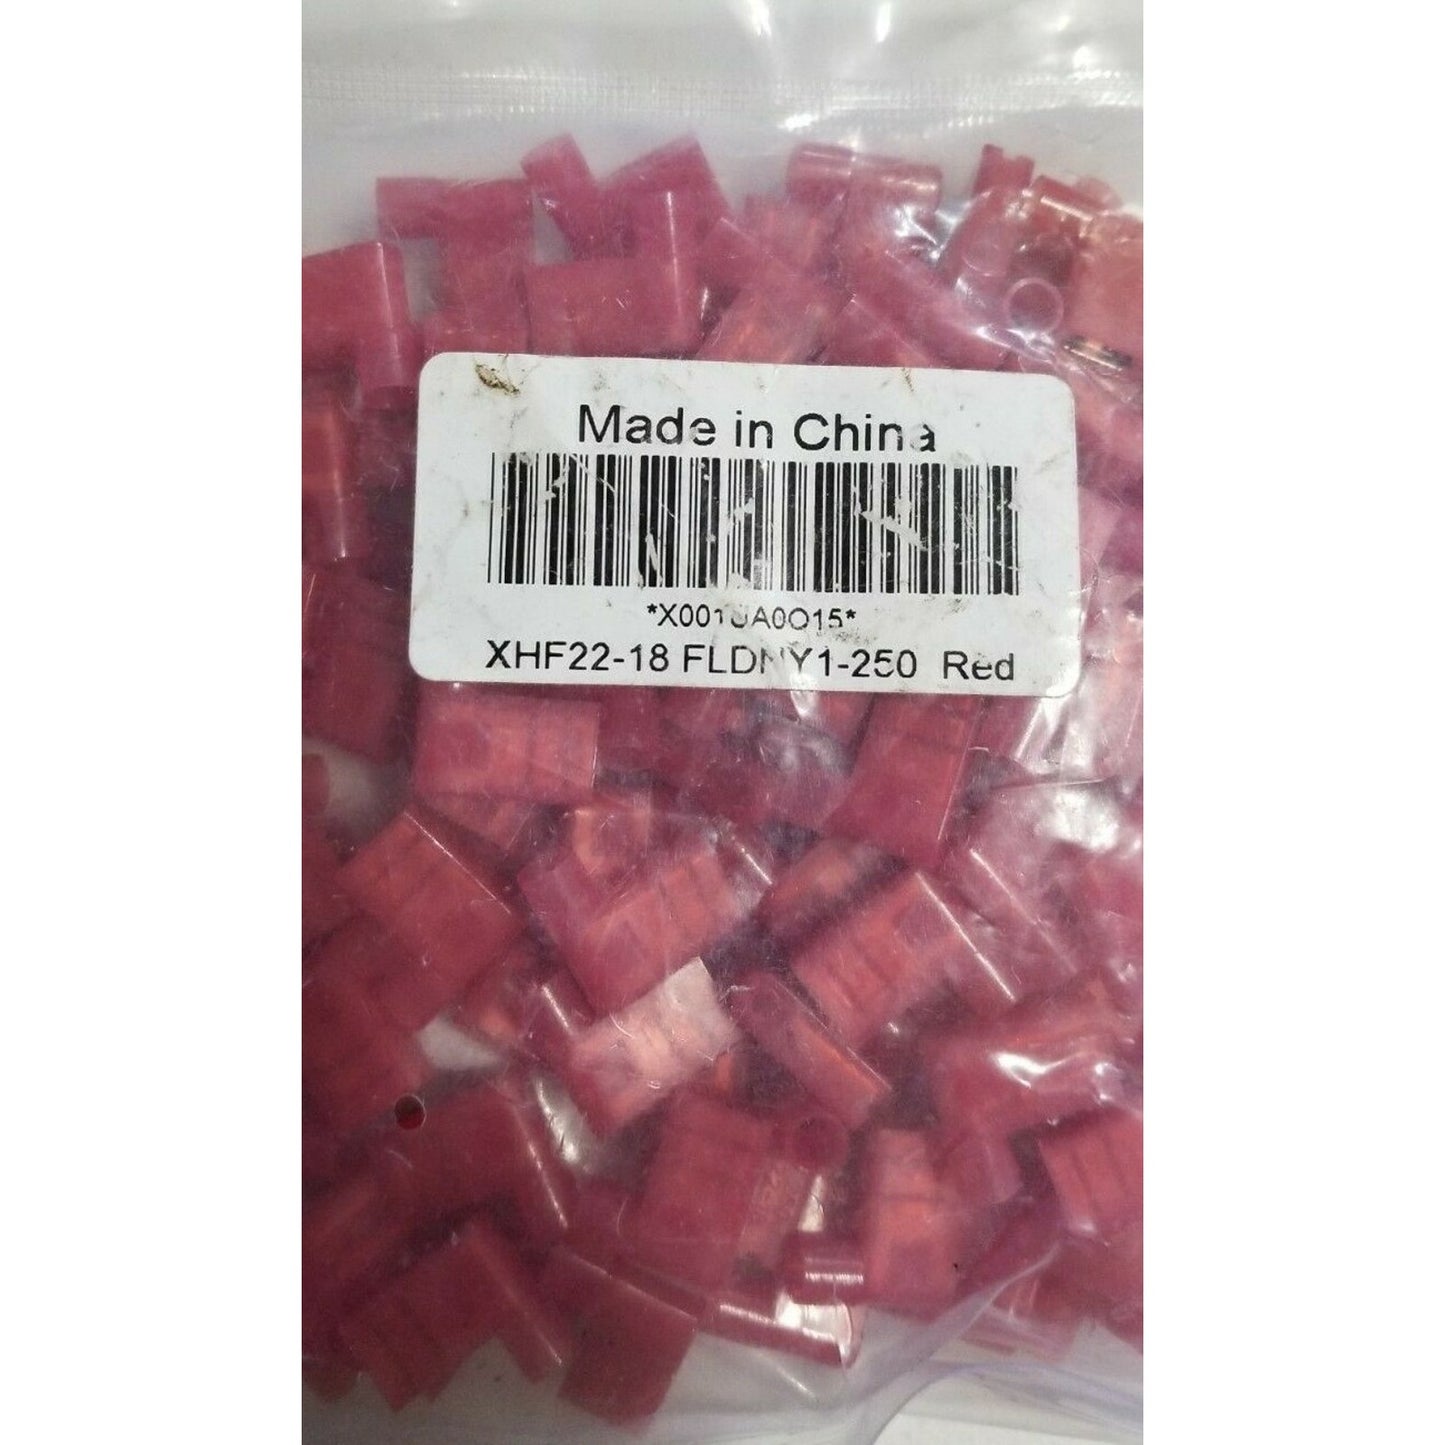 Made in China
XHF22-18 FLDNY1-250 Red